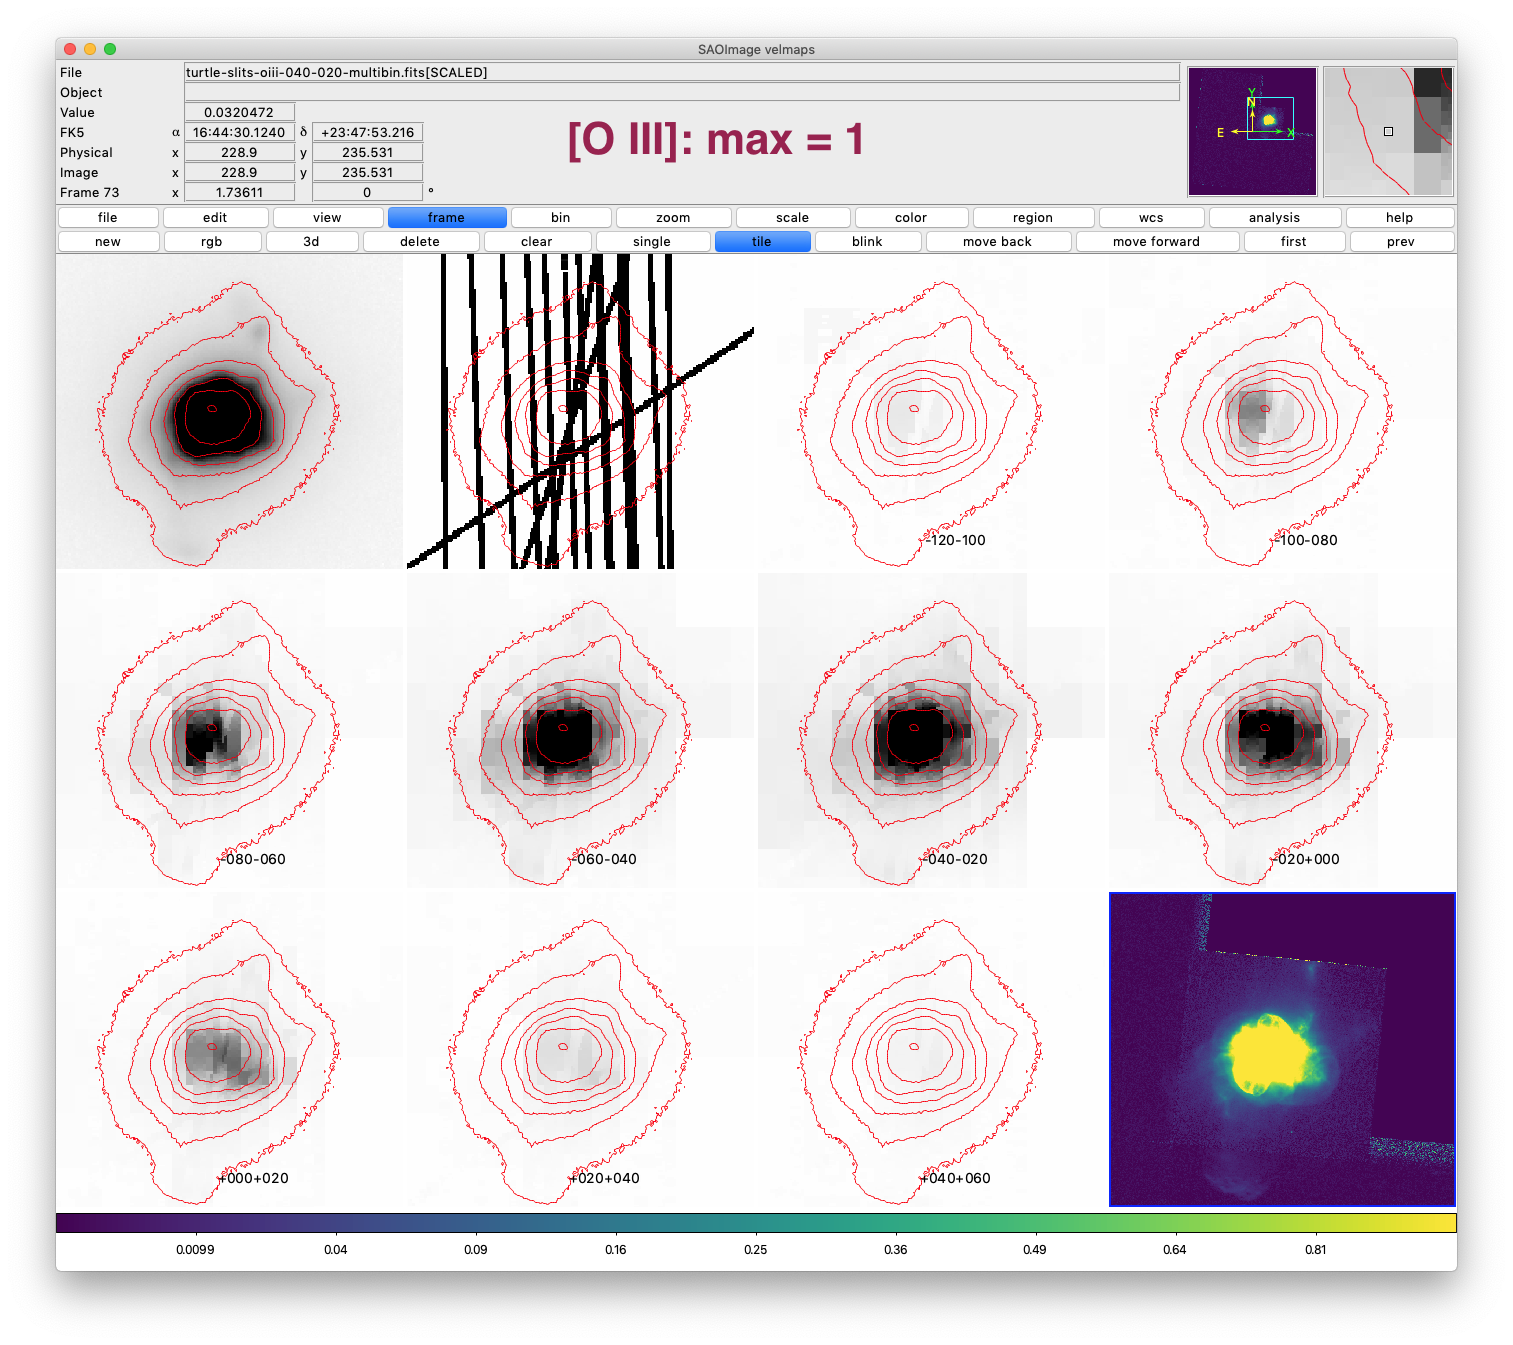 SAOImage velmaps
File turtle-slits-oiii-040-020-multibin.fits[SCALED]
Object
Value 0.0320472
FK5 α 16:44:30.1240 δ +23:47:53.216
Physical x 228.9 y 235.531
Image x 228.9 y 235.531
Frame 73 x 1.73611 0 °
[O III]: max = 1
Y
N
E X
file edit view frame bin zoom scale color region wcs analysis help
new rgb 3d delete clear single tile blink move back move forward first prev
-120-100
-100-080
-080-060
-060-040
-040-020
-020+000
+000+020
+020+040
+040+060
0.0099 0.04 0.09 0.16 0.25 0.36 0.49 0.64 0.81